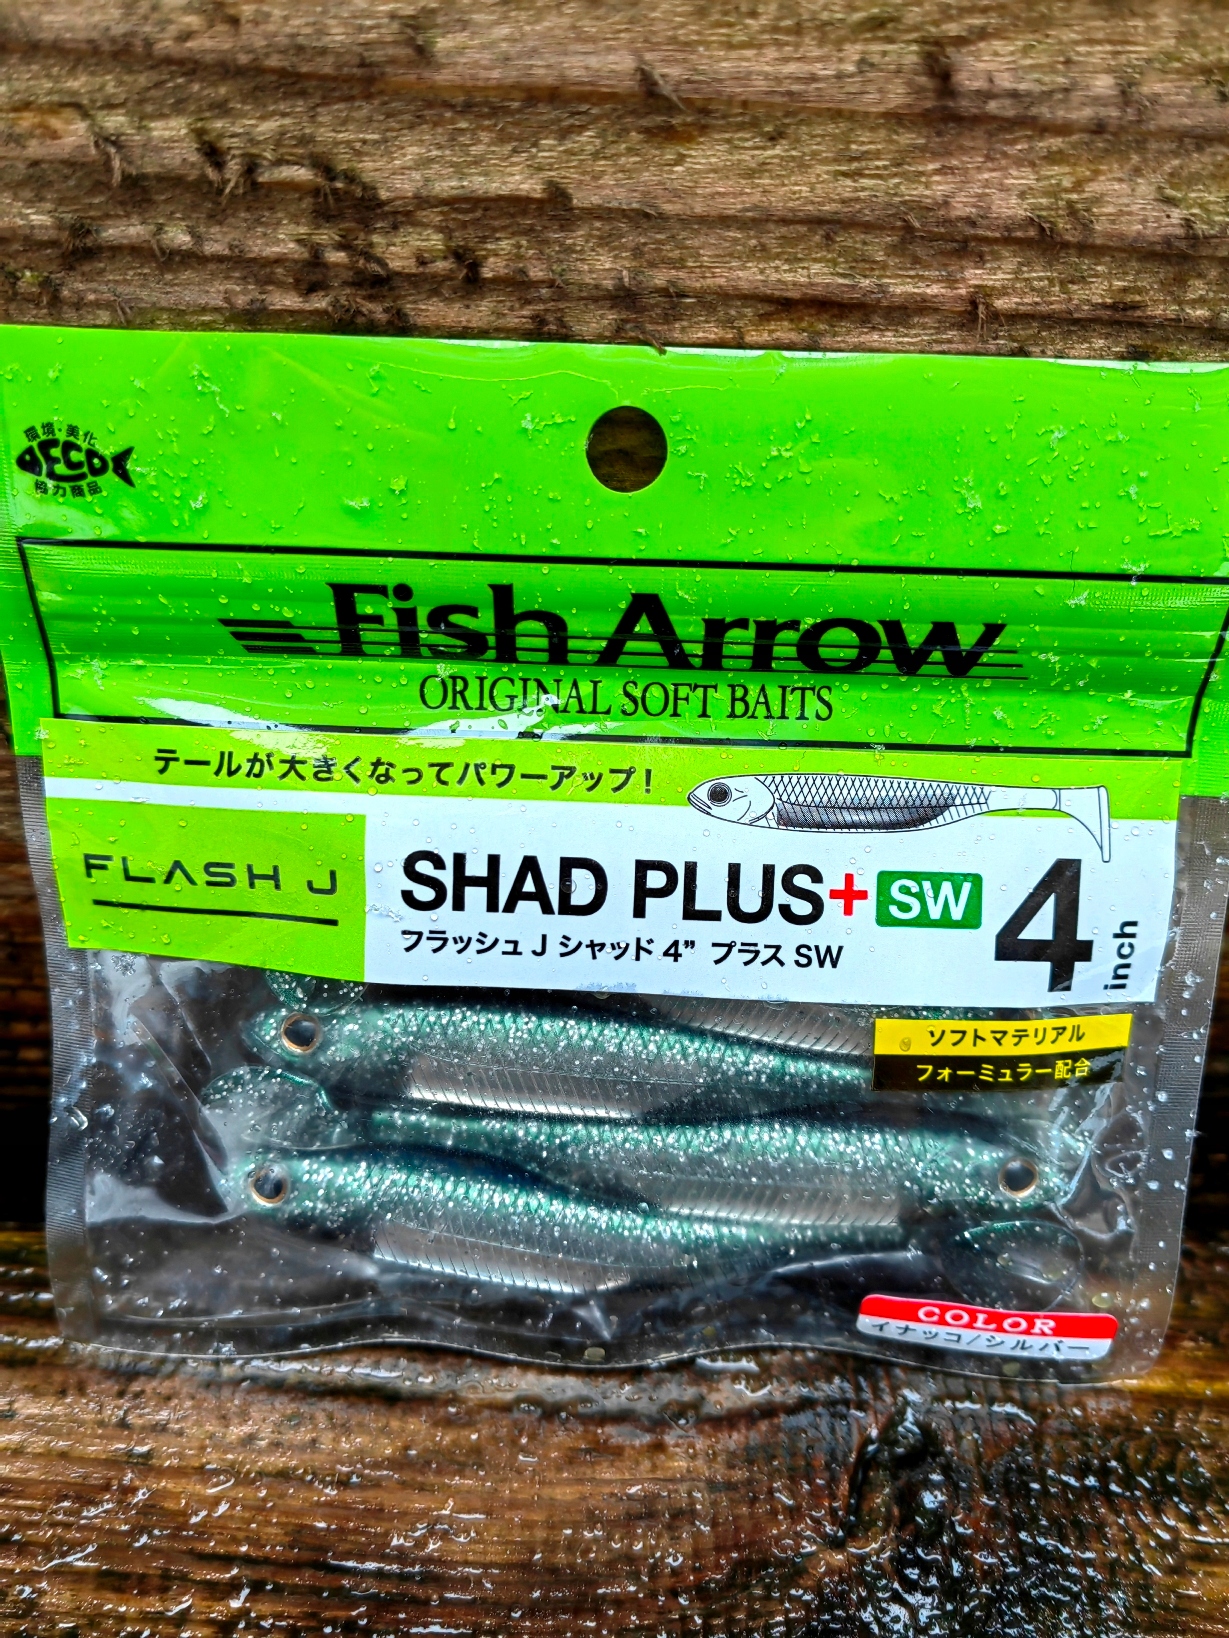 環境・美化
ECO
協力商品
Fish Arrow
ORIGINAL SOFT BAITS
テールが大きくなってパワーアップ！
FLASH J
SHAD PLUS+ SW
フラッシュ J シャッド 4” プラス SW
4 inch
ソフトマテリアル
フォーミュラー配合
COLOR
イナッコ/シルバー